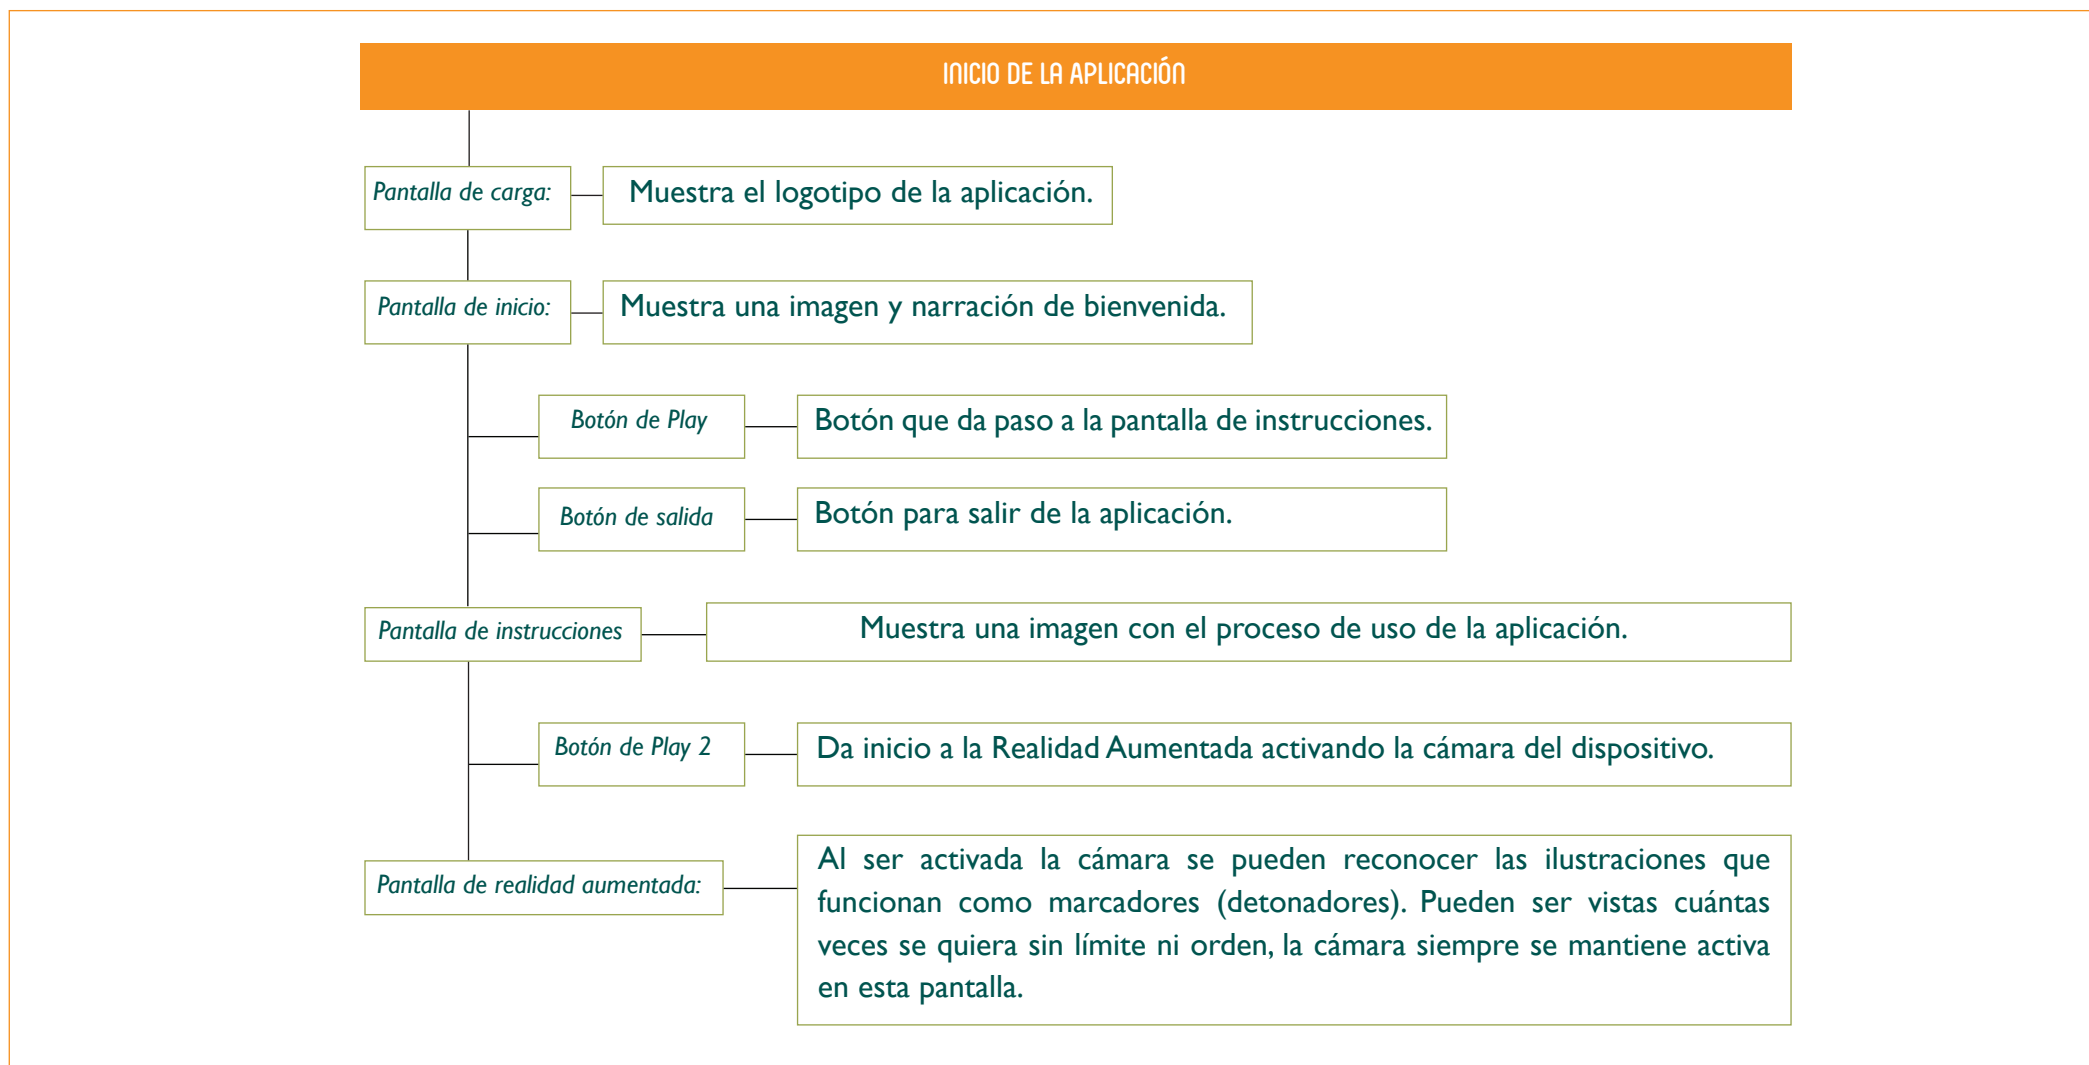 INICIO DE LA APLICACIÓN
Pantalla de carga:
Muestra el logotipo de la aplicación.
Pantalla de inicio:
Muestra una imagen y narración de bienvenida.
Botón de Play
Botón que da paso a la pantalla de instrucciones.
Botón de salida
Botón para salir de la aplicación.
Pantalla de instrucciones
Muestra una imagen con el proceso de uso de la aplicación.
Botón de Play 2
Da inicio a la Realidad Aumentada activando la cámara del dispositivo.
Pantalla de realidad aumentada:
Al ser activada la cámara se pueden reconocer las ilustraciones que
funcionan como marcadores (detonadores). Pueden ser vistas cuántas
veces se quiera sin límite ni orden, la cámara siempre se mantiene activa
en esta pantalla.